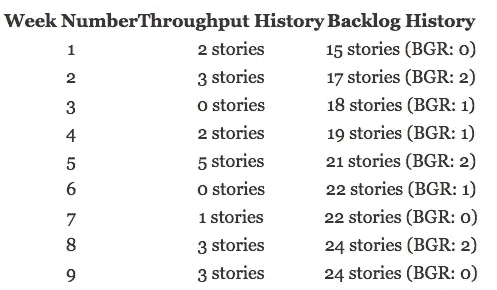 Week Number Throughput History Backlog History
1 2 stories 15 stories (BGR: 0)
2 3 stories 17 stories (BGR: 2)
3 0 stories 18 stories (BGR: 1)
4 2 stories 19 stories (BGR: 1)
5 5 stories 21 stories (BGR: 2)
6 0 stories 22 stories (BGR: 1)
7 1 stories 22 stories (BGR: 0)
8 3 stories 24 stories (BGR: 2)
9 3 stories 24 stories (BGR: 0)